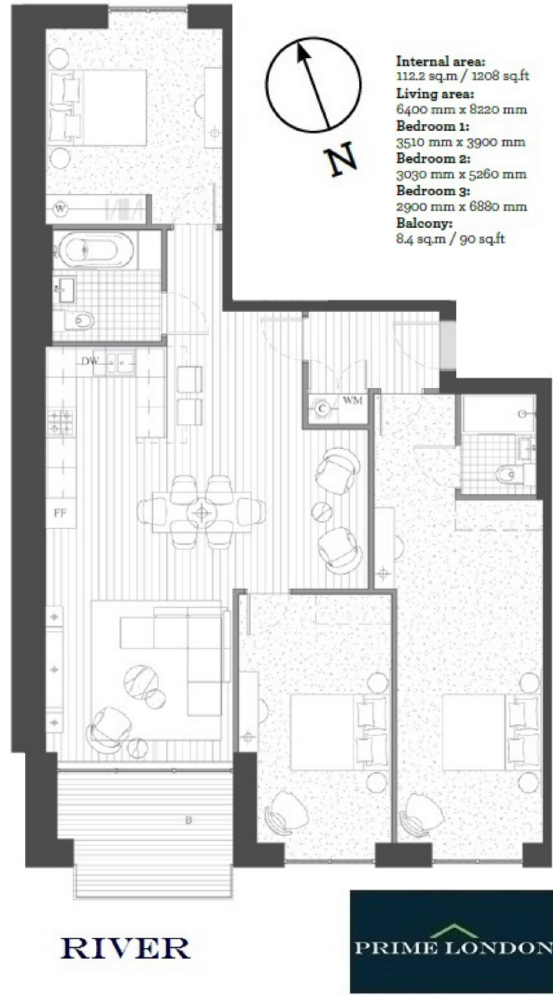 N
Internal area:
112.2 sq.m / 1208 sq.ft
Living area:
6400 mm x 8220 mm
Bedroom 1:
3510 mm x 3900 mm
Bedroom 2:
3030 mm x 5260 mm
Bedroom 3:
2900 mm x 6880 mm
Balcony:
8.4 sq.m / 90 sq.ft
W
DW
C
WM
FF
B
RIVER
PRIME LONDON